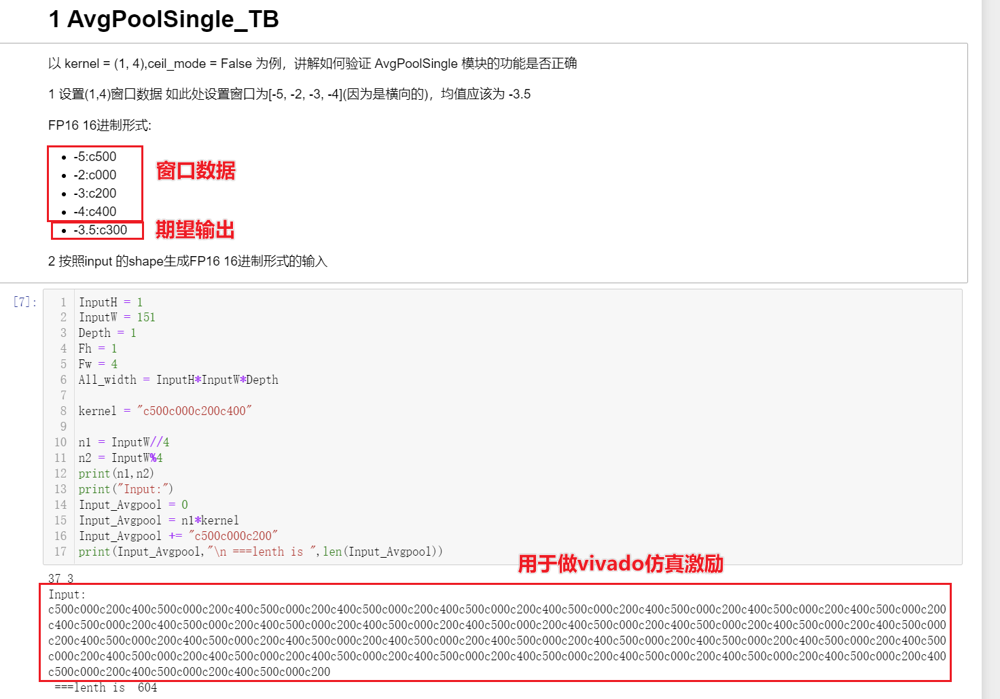 1 AvgPoolSingle_TB
以 kernel = (1, 4),ceil_mode = False 为例，讲解如何验证 AvgPoolSingle 模块的功能是否正确
1 设置(1,4)窗口数据 如此处设置窗口为[-5, -2, -3, -4](因为是横向的)，均值应该为 -3.5
FP16 16进制形式:
• -5:c500
• -2:c000
窗口数据
• -3:c200
• -4:c400
• -3.5:c300
期望输出
2 按照input 的shape生成FP16 16进制形式的输入
[7]:
1 InputH = 1
2 InputW = 151
3 Depth = 1
4 Fh = 1
5 Fw = 4
6 All_width = InputH*InputW*Depth
7
8 kernel = "c500c000c200c400"
9
10 n1 = InputW//4
11 n2 = InputW%4
12 print(n1,n2)
13 print("Input:")
14 Input_Avgpool = 0
15 Input_Avgpool = n1*kernel
16 Input_Avgpool += "c500c000c200"
17 print(Input_Avgpool,"\n ===lenth is ",len(Input_Avgpool))
用于做vivado仿真激励
37 3
Input:
c500c000c200c400c500c000c200c400c500c000c200c400c500c000c200c400c500c000c200c400c500c000c200c400c500c000c200c400c500c000c200c400c500c000c200
c400c500c000c200c400c500c000c200c400c500c000c200c400c500c000c200c400c500c000c200c400c500c000c200c400c500c000c200c400c500c000c200c400c500c000
c200c400c500c000c200c400c500c000c200c400c500c000c200c400c500c000c200c400c500c000c200c400c500c000c200c400c500c000c200c400c500c000c200c400c500
c000c200c400c500c000c200c400c500c000c200c400c500c000c200c400c500c000c200c400c500c000c200c400c500c000c200c400c500c000c200c400c500c000c200c400
c500c000c200c400c500c000c200c400c500c000c200
===lenth is 604